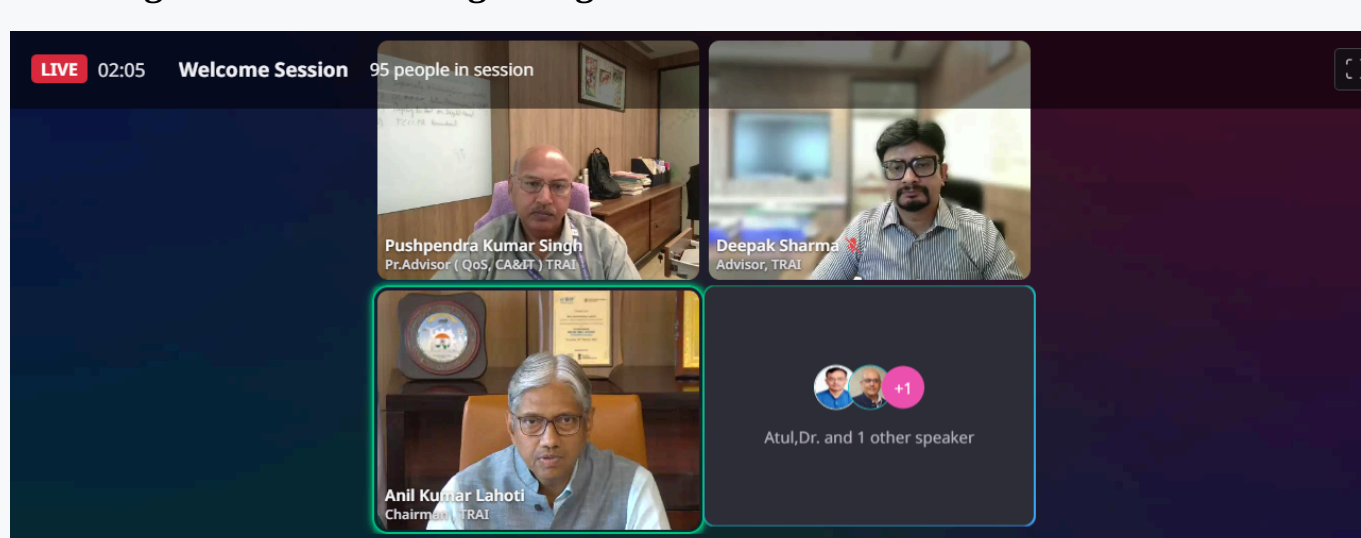 LIVE 02:05 Welcome Session 95 people in session
Pushpendra Kumar Singh
Pr.Advisor ( QoS, CA&IT ) TRAI
Deepak Sharma
Advisor, TRAI
Anil Kumar Lahoti
Chairman, TRAI
+1
Atul,Dr. and 1 other speaker